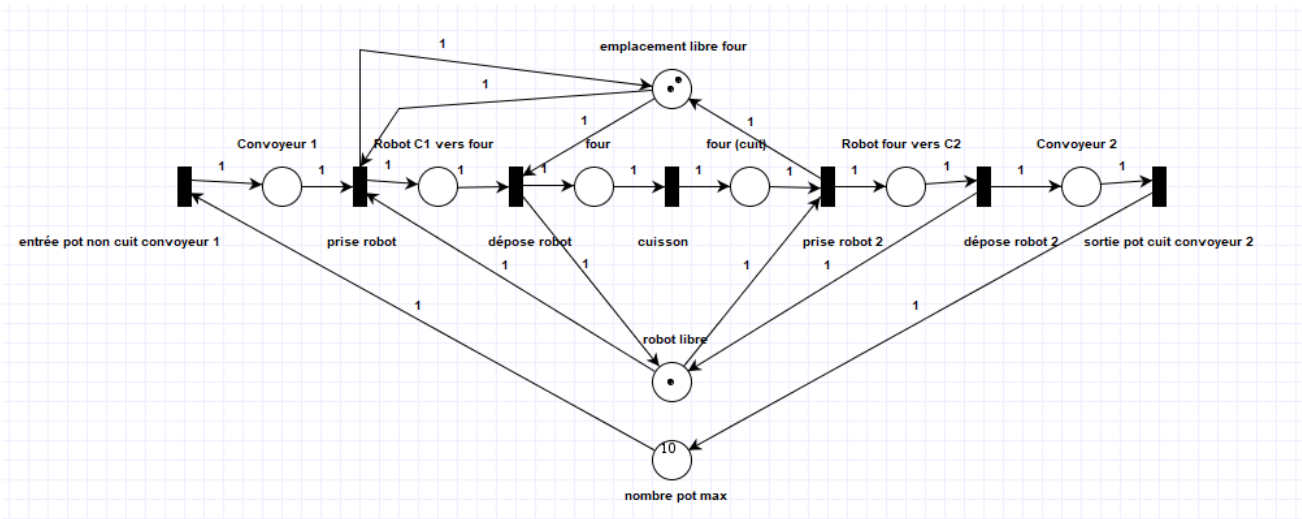 1
emplacement libre four
1
1
1
Convoyeur 1
Robot C1 vers four
four
four (cuit)
Robot four vers C2
Convoyeur 2
1
1
1
1
1
1
1
1
1
1
1
1
entrée pot non cuit convoyeur 1
prise robot
dépose robot
cuisson
prise robot 2
dépose robot 2
sortie pot cuit convoyeur 2
1
1
1
1
1
1
robot libre
10
nombre pot max